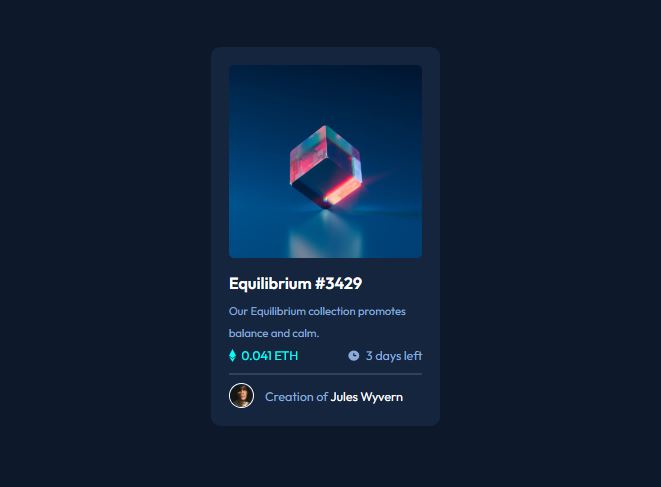 Equilibrium #3429
Our Equilibrium collection promotes
balance and calm.
0.041 ETH
3 days left
Creation of Jules Wyvern